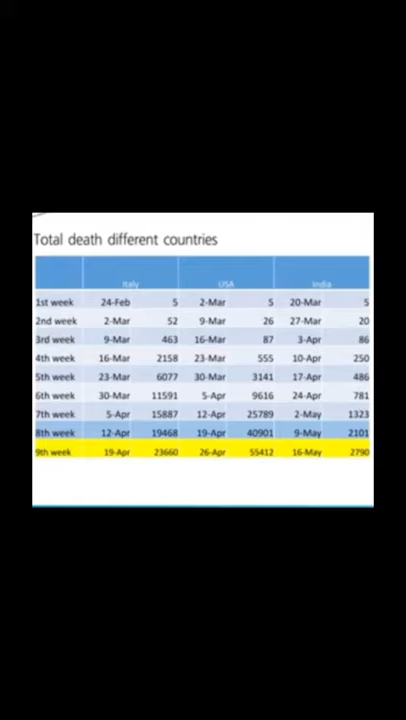 Total death different countries
Italy USA India
1st week 24-Feb 5 2-Mar 5 20-Mar 5
2nd week 2-Mar 52 9-Mar 26 27-Mar 20
3rd week 9-Mar 463 16-Mar 87 3-Apr 86
4th week 16-Mar 2158 23-Mar 555 10-Apr 250
5th week 23-Mar 6077 30-Mar 3141 17-Apr 486
6th week 30-Mar 11591 5-Apr 9616 24-Apr 781
7th week 5-Apr 15887 12-Apr 25789 2-May 1323
8th week 12-Apr 19468 19-Apr 40901 9-May 2101
9th week 19-Apr 23660 26-Apr 55412 16-May 2790